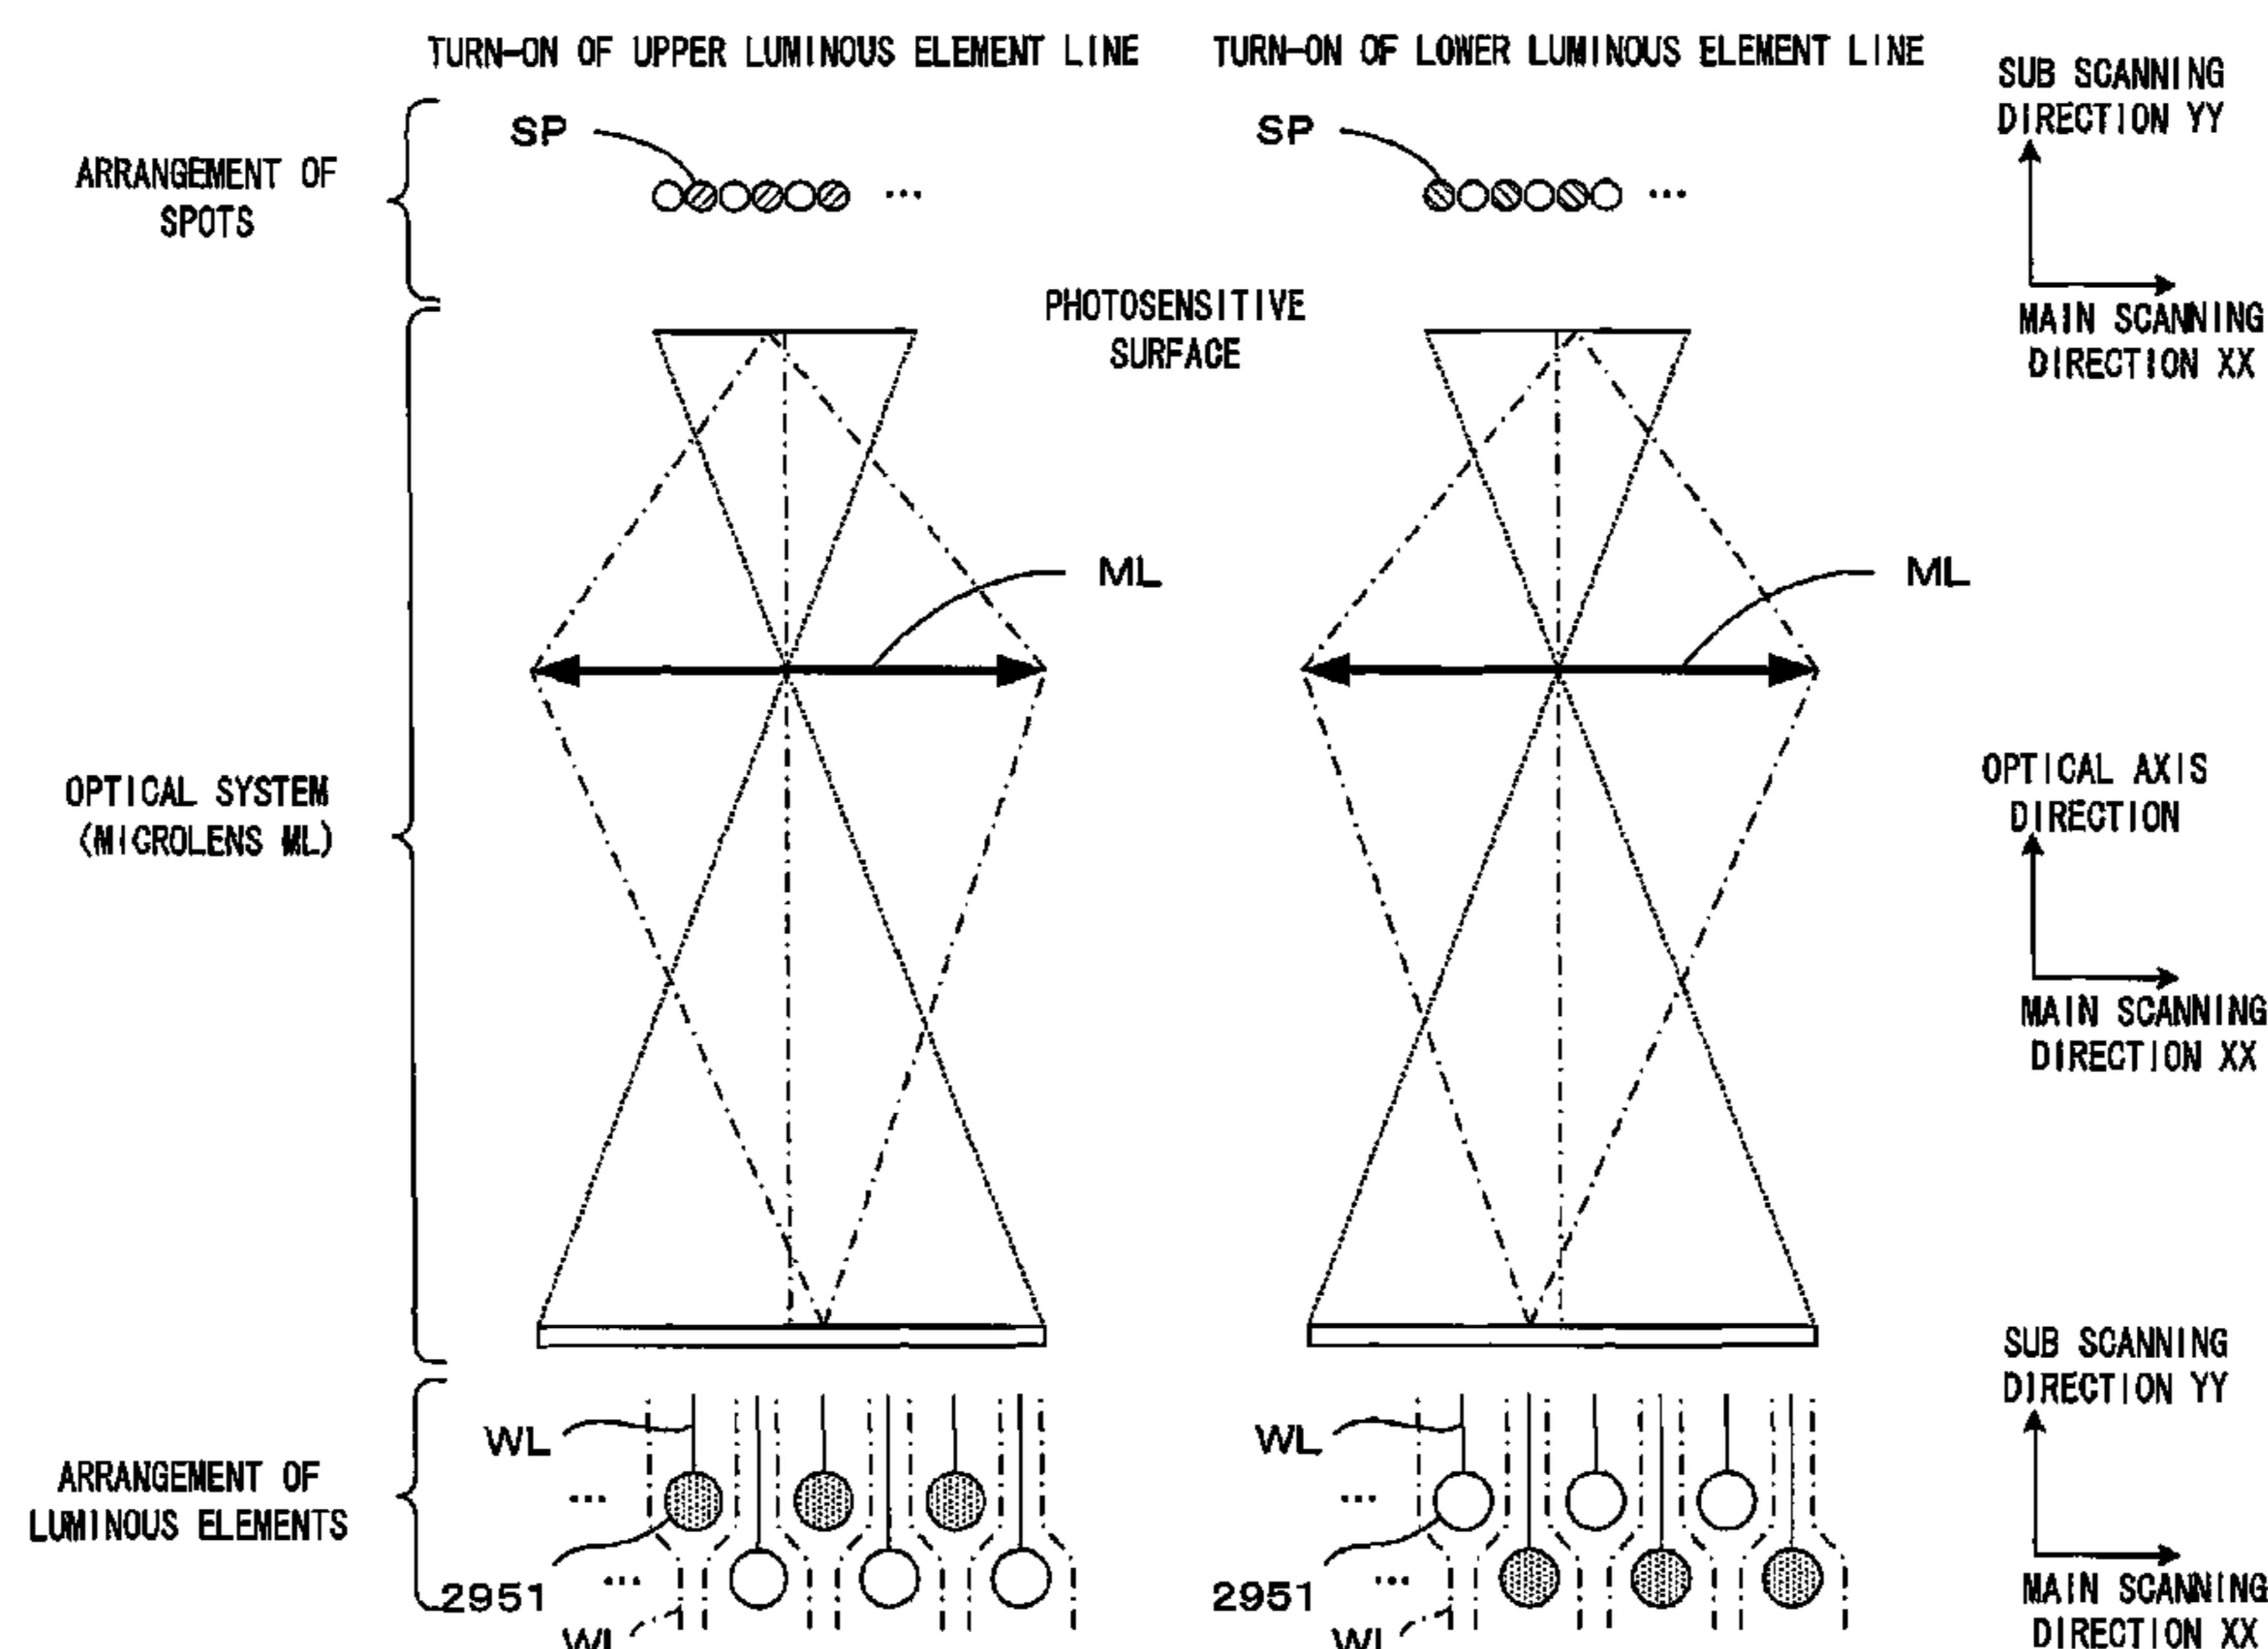 TURN-ON OF UPPER LUMINOUS ELEMENT LINE
TURN-ON OF LOWER LUMINOUS ELEMENT LINE
SUB SCANNING
DIRECTION YY
SP
SP
ARRANGEMENT OF
SPOTS
...
...
PHOTOSENSITIVE
SURFACE
MAIN SCANNING
DIRECTION XX
ML
ML
OPTICAL SYSTEM
(MICROLENS ML)
OPTICAL AXIS
DIRECTION
MAIN SCANNING
DIRECTION XX
SUB SCANNING
DIRECTION YY
WL
WL
ARRANGEMENT OF
LUMINOUS ELEMENTS
...
...
2951
...
2951
...
MAIN SCANNING
DIRECTION XX
WL
WL